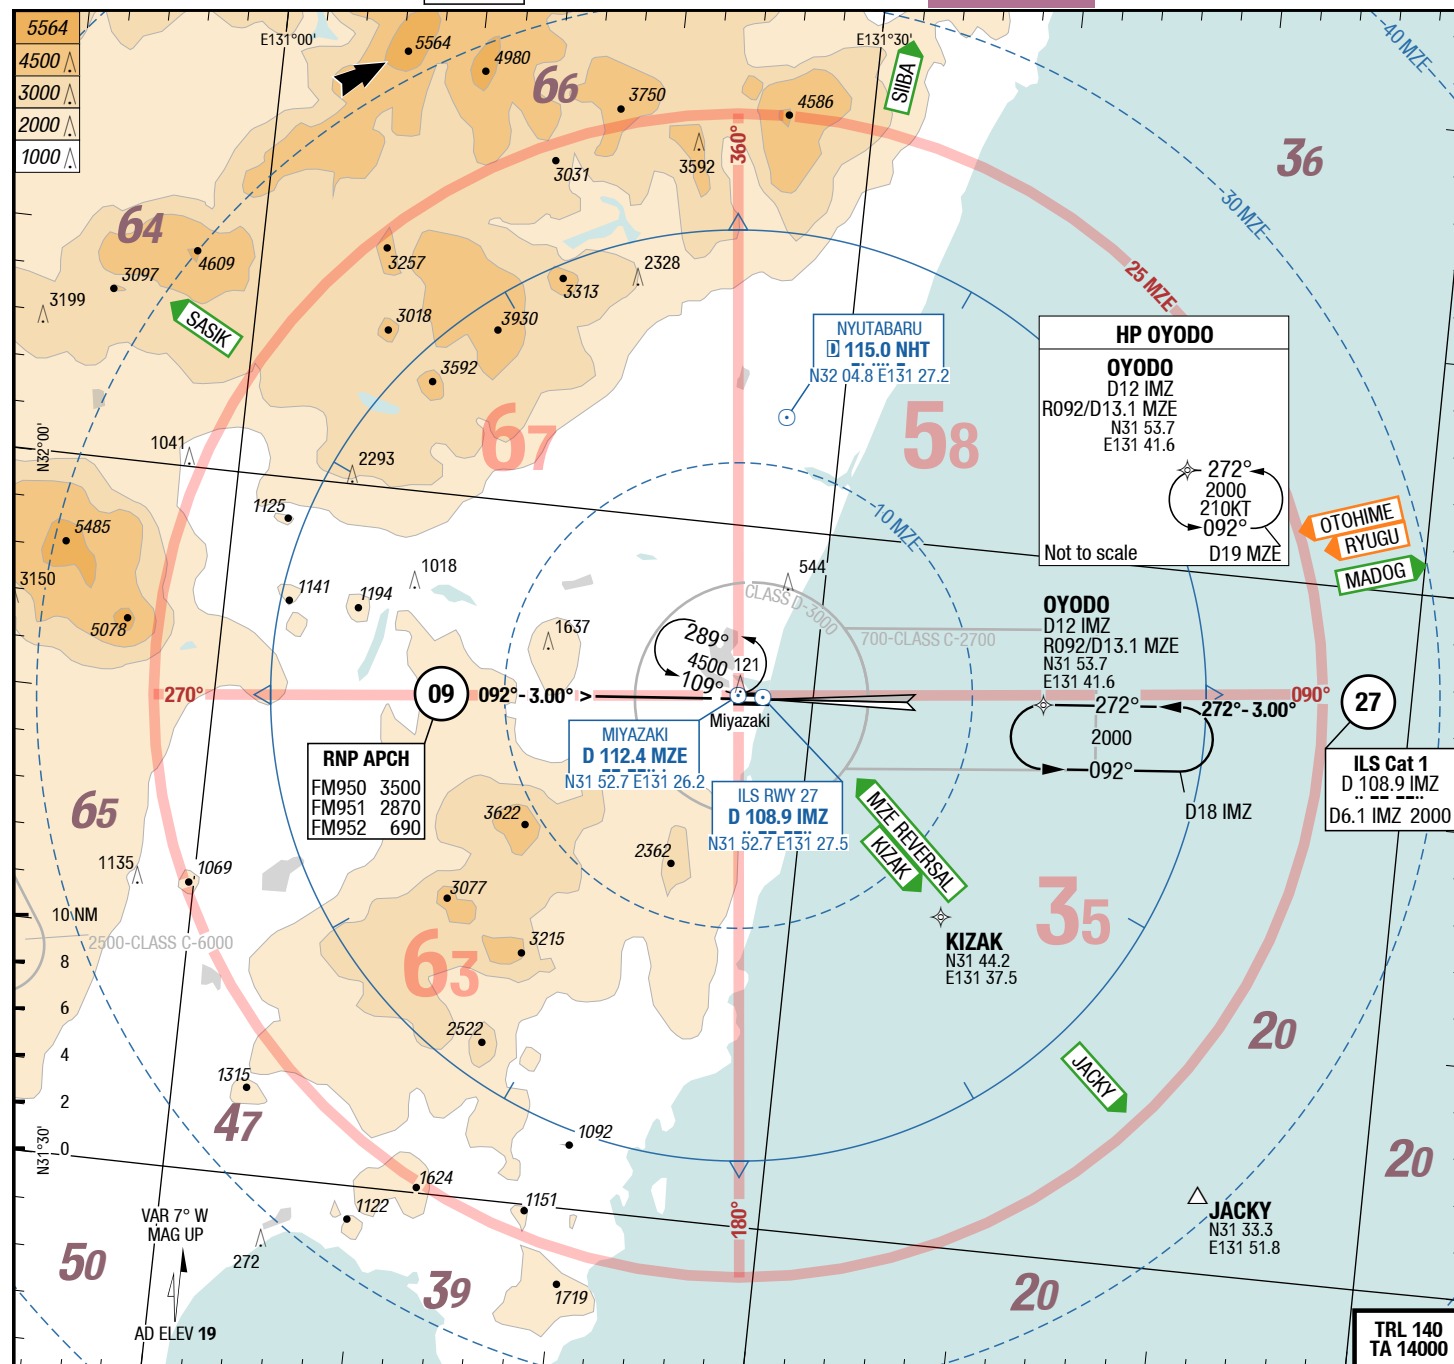 5564
4500
3000
2000
1000
E131°00'
5564
4980
66
3750
4586
E131°30'
SIIBA
40 MZE
36
360°
3592
3031
30 MZE
64
4609
3097
3199
SASIK
3257
2328
3313
3018
3930
3592
25 MZE
NYUTABARU
D 115.0 NHT
N32 04.8 E131 27.2
HP OYODO
OYODO
D12 IMZ
R092/D13.1 MZE
N31 53.7
E131 41.6
272°
2000
210KT
092°
Not to scale
D19 MZE
67
58
N32°00'
1041
2293
1125
5485
3150
5078
10 MZE
OTOHIME
RYUGU
MADOG
1018
1141
1194
544
CLASS D-3000
700-CLASS C-2700
1637
289°
4500
121
109°
OYODO
D12 IMZ
R092/D13.1 MZE
N31 53.7
E131 41.6
270°
09
092°- 3.00° >
Miyazaki
272°
090°
272°- 3.00°
27
2000
092°
D18 IMZ
MIYAZAKI
D 112.4 MZE
N31 52.7 E131 26.2
ILS RWY 27
D 108.9 IMZ
N31 52.7 E131 27.5
RNP APCH
FM950 3500
FM951 2870
FM952 690
ILS Cat 1
D 108.9 IMZ
D6.1 IMZ 2000
65
3622
2362
MZE REVERSAL
KIZAK
1135
1069
3077
3215
10 NM
2500-CLASS C-6000
8
6
4
2
0
63
35
KIZAK
N31 44.2
E131 37.5
2522
20
JACKY
1315
47
N31°30'
1092
20
1624
1122
1151
180°
JACKY
N31 33.3
E131 51.8
VAR 7° W
MAG UP
50
272
39
1719
20
AD ELEV 19
TRL 140
TA 14000